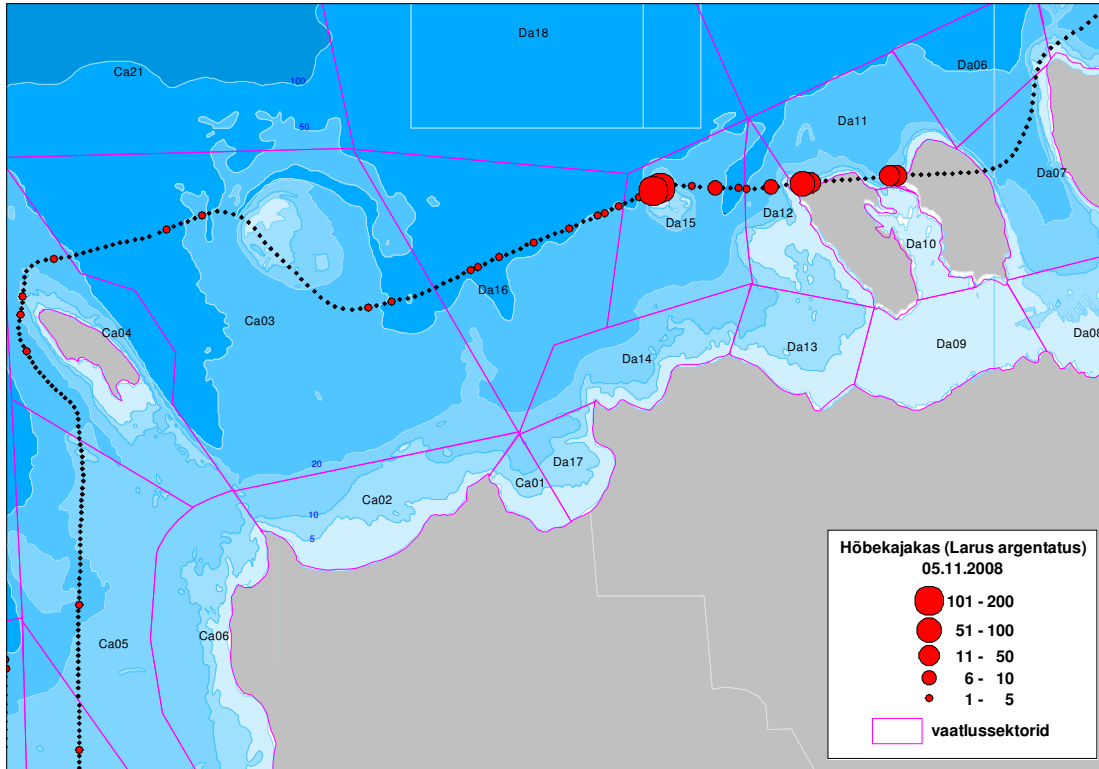 Da18
Da06
Ca21
100
50
Da11
Da07
Da15
Da12
Da10
Da16
Ca03
Ca04
Da14
Da13
Da09
Da08
20
Da17
Ca01
Ca02
10
5
Ca06
Ca05
Hõbekajakas (Larus argentatus)
05.11.2008
101 - 200
51 - 100
11 - 50
6 - 10
1 - 5
vaatlussektorid